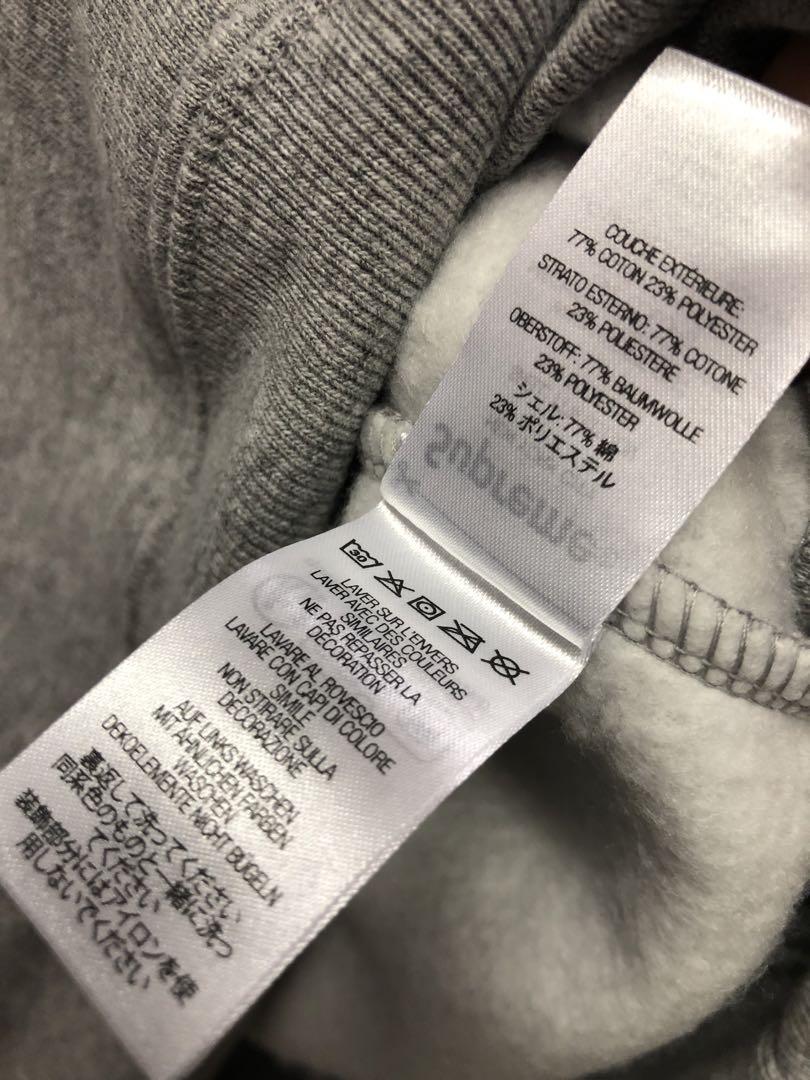 COUCHE EXTÉRIEURE:
77% COTON 23% POLYESTER
STRATO ESTERNO: 77% COTONE
23% POLIESTERE
OBERSTOFF: 77% BAUMWOLLE
23% POLYESTER
シェル: 77% 綿
23% ポリエステル
Supreme
30
LAVER SUR L'ENVERS
LAVER AVEC DES COULEURS
SIMILAIRES
NE PAS REPASSER LA
DÉCORATION
LAVARE AL ROVESCIO
LAVARE CON CAPI DI COLORE
SIMILE
NON STIRARE SULLA
DECORAZIONE
AUF LINKS WASCHEN,
MIT ÄHNLICHEN FARBEN
WASCHEN,
DEKOELEMENTE NICHT BÜGELN
裏返して洗ってください
同系色のものと一緒に洗っ
てください
装飾部分にはアイロンを使
用しないでください